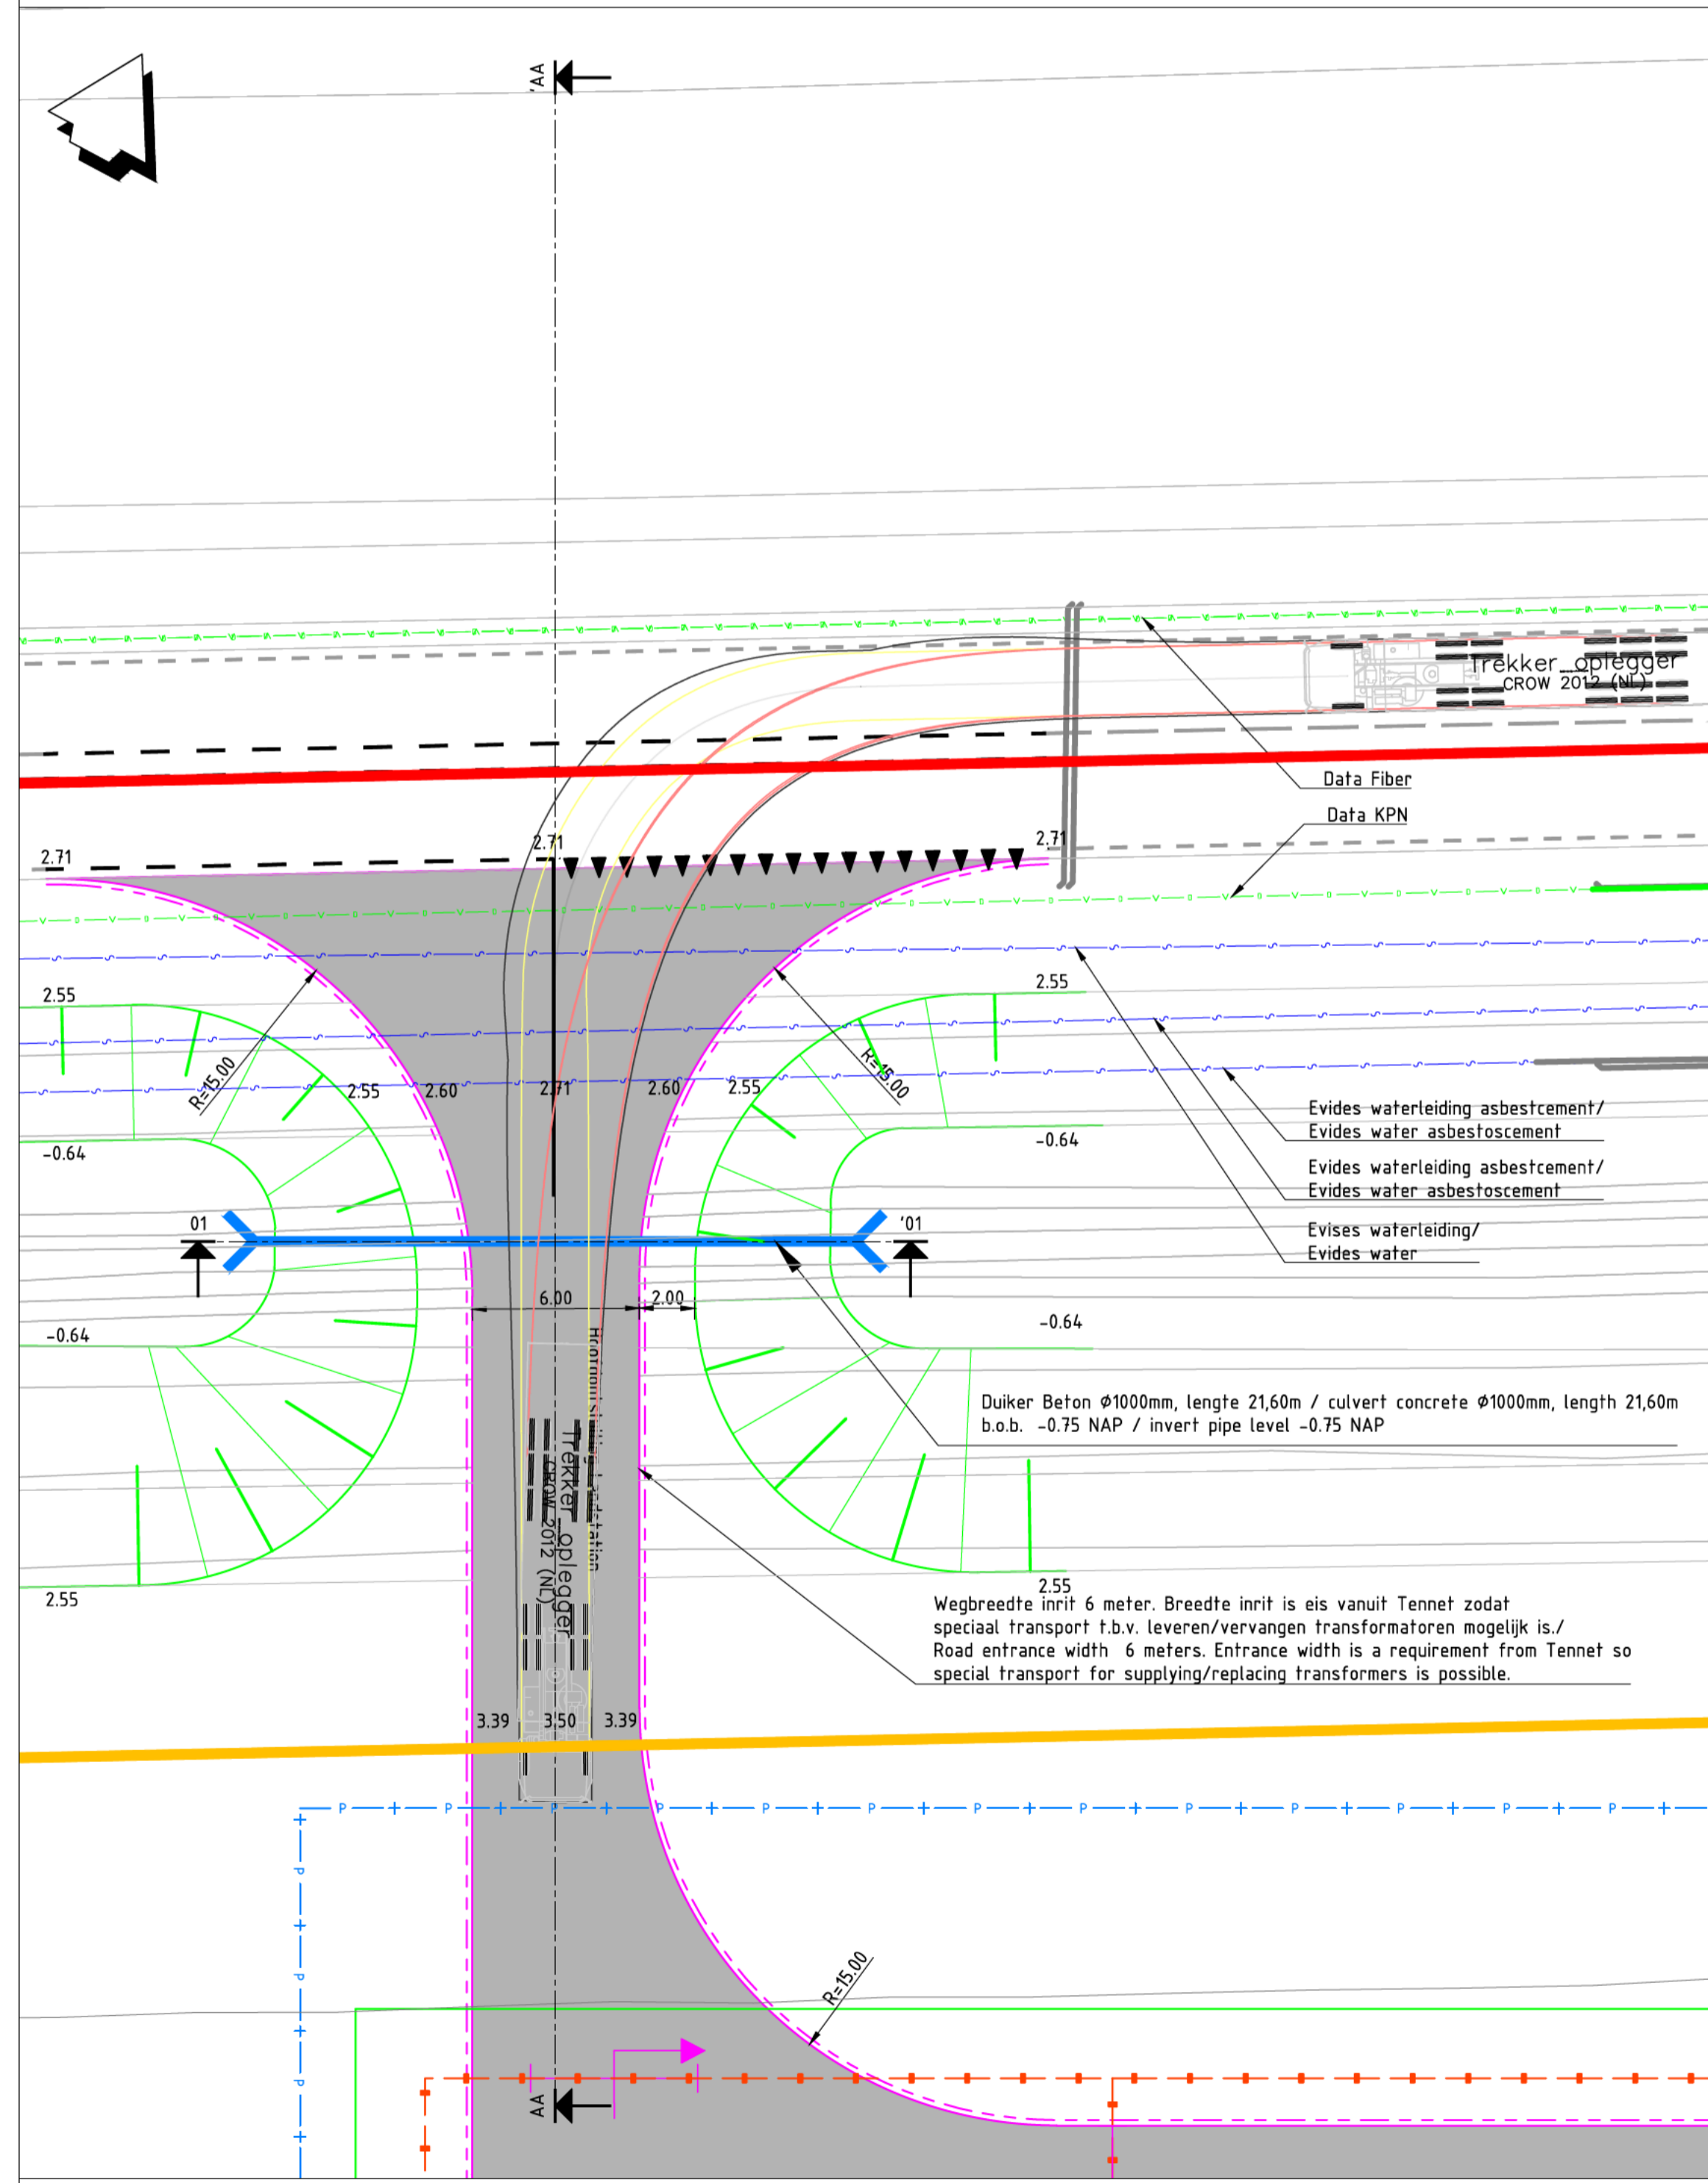 AA'
Trekker_oplegger
CROW 2012 (NL)
Data Fiber
Data KPN
2.71
2.71
2.71
2.55
2.55
R=15.00
R=15.00
2.55
2.60
2.71
2.60
2.55
Evides waterleiding asbestcement/
Evides water asbestoscement
-0.64
-0.64
Evides waterleiding asbestcement/
Evides water asbestoscement
01
'01
Evises waterleiding/
Evides water
6.00
2.00
-0.64
-0.64
Duiker Beton Ø1000mm, lengte 21,60m / culvert concrete Ø1000mm, length 21,60m
b.o.b. -0.75 NAP / invert pipe level -0.75 NAP
Trekker_oplegger
CROW 2012 (NL)
2.55
2.55
Wegbreedte inrit 6 meter. Breedte inrit is eis vanuit Tennet zodat
speciaal transport t.b.v. leveren/vervangen transformatoren mogelijk is./
Road entrance width 6 meters. Entrance width is a requirement from Tennet so
special transport for supplying/replacing transformers is possible.
3.39
3.50
3.39
P P P P P P P P P P P P P
P
P
P
R=15.00
AA